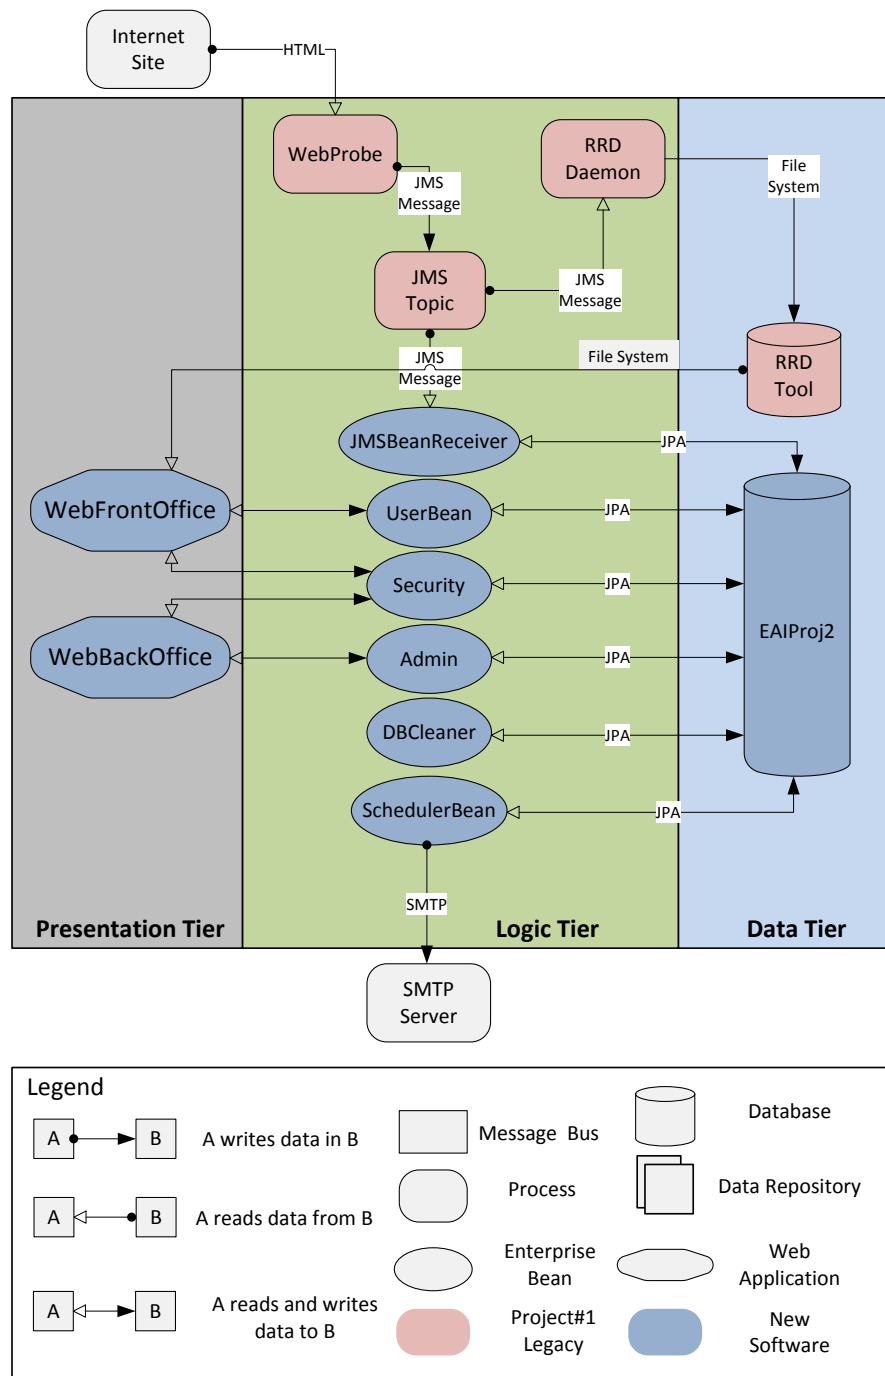 Internet
Site
HTML
WebProbe
RRD
Daemon
File
System
JMS
Message
JMS
Topic
JMS
Message
JMS
Message
File System
RRD
Tool
JMSBeanReceiver
JPA
WebFrontOffice
UserBean
JPA
Security
JPA
EAIProj2
WebBackOffice
Admin
JPA
DBCleaner
JPA
SchedulerBean
JPA
SMTP
Presentation Tier
Logic Tier
Data Tier
SMTP
Server
Legend
A
B
A writes data in B
Message Bus
Database
A
B
A reads data from B
Process
Data Repository
A
B
A reads and writes
data to B
Enterprise
Bean
Web
Application
Project#1
Legacy
New
Software